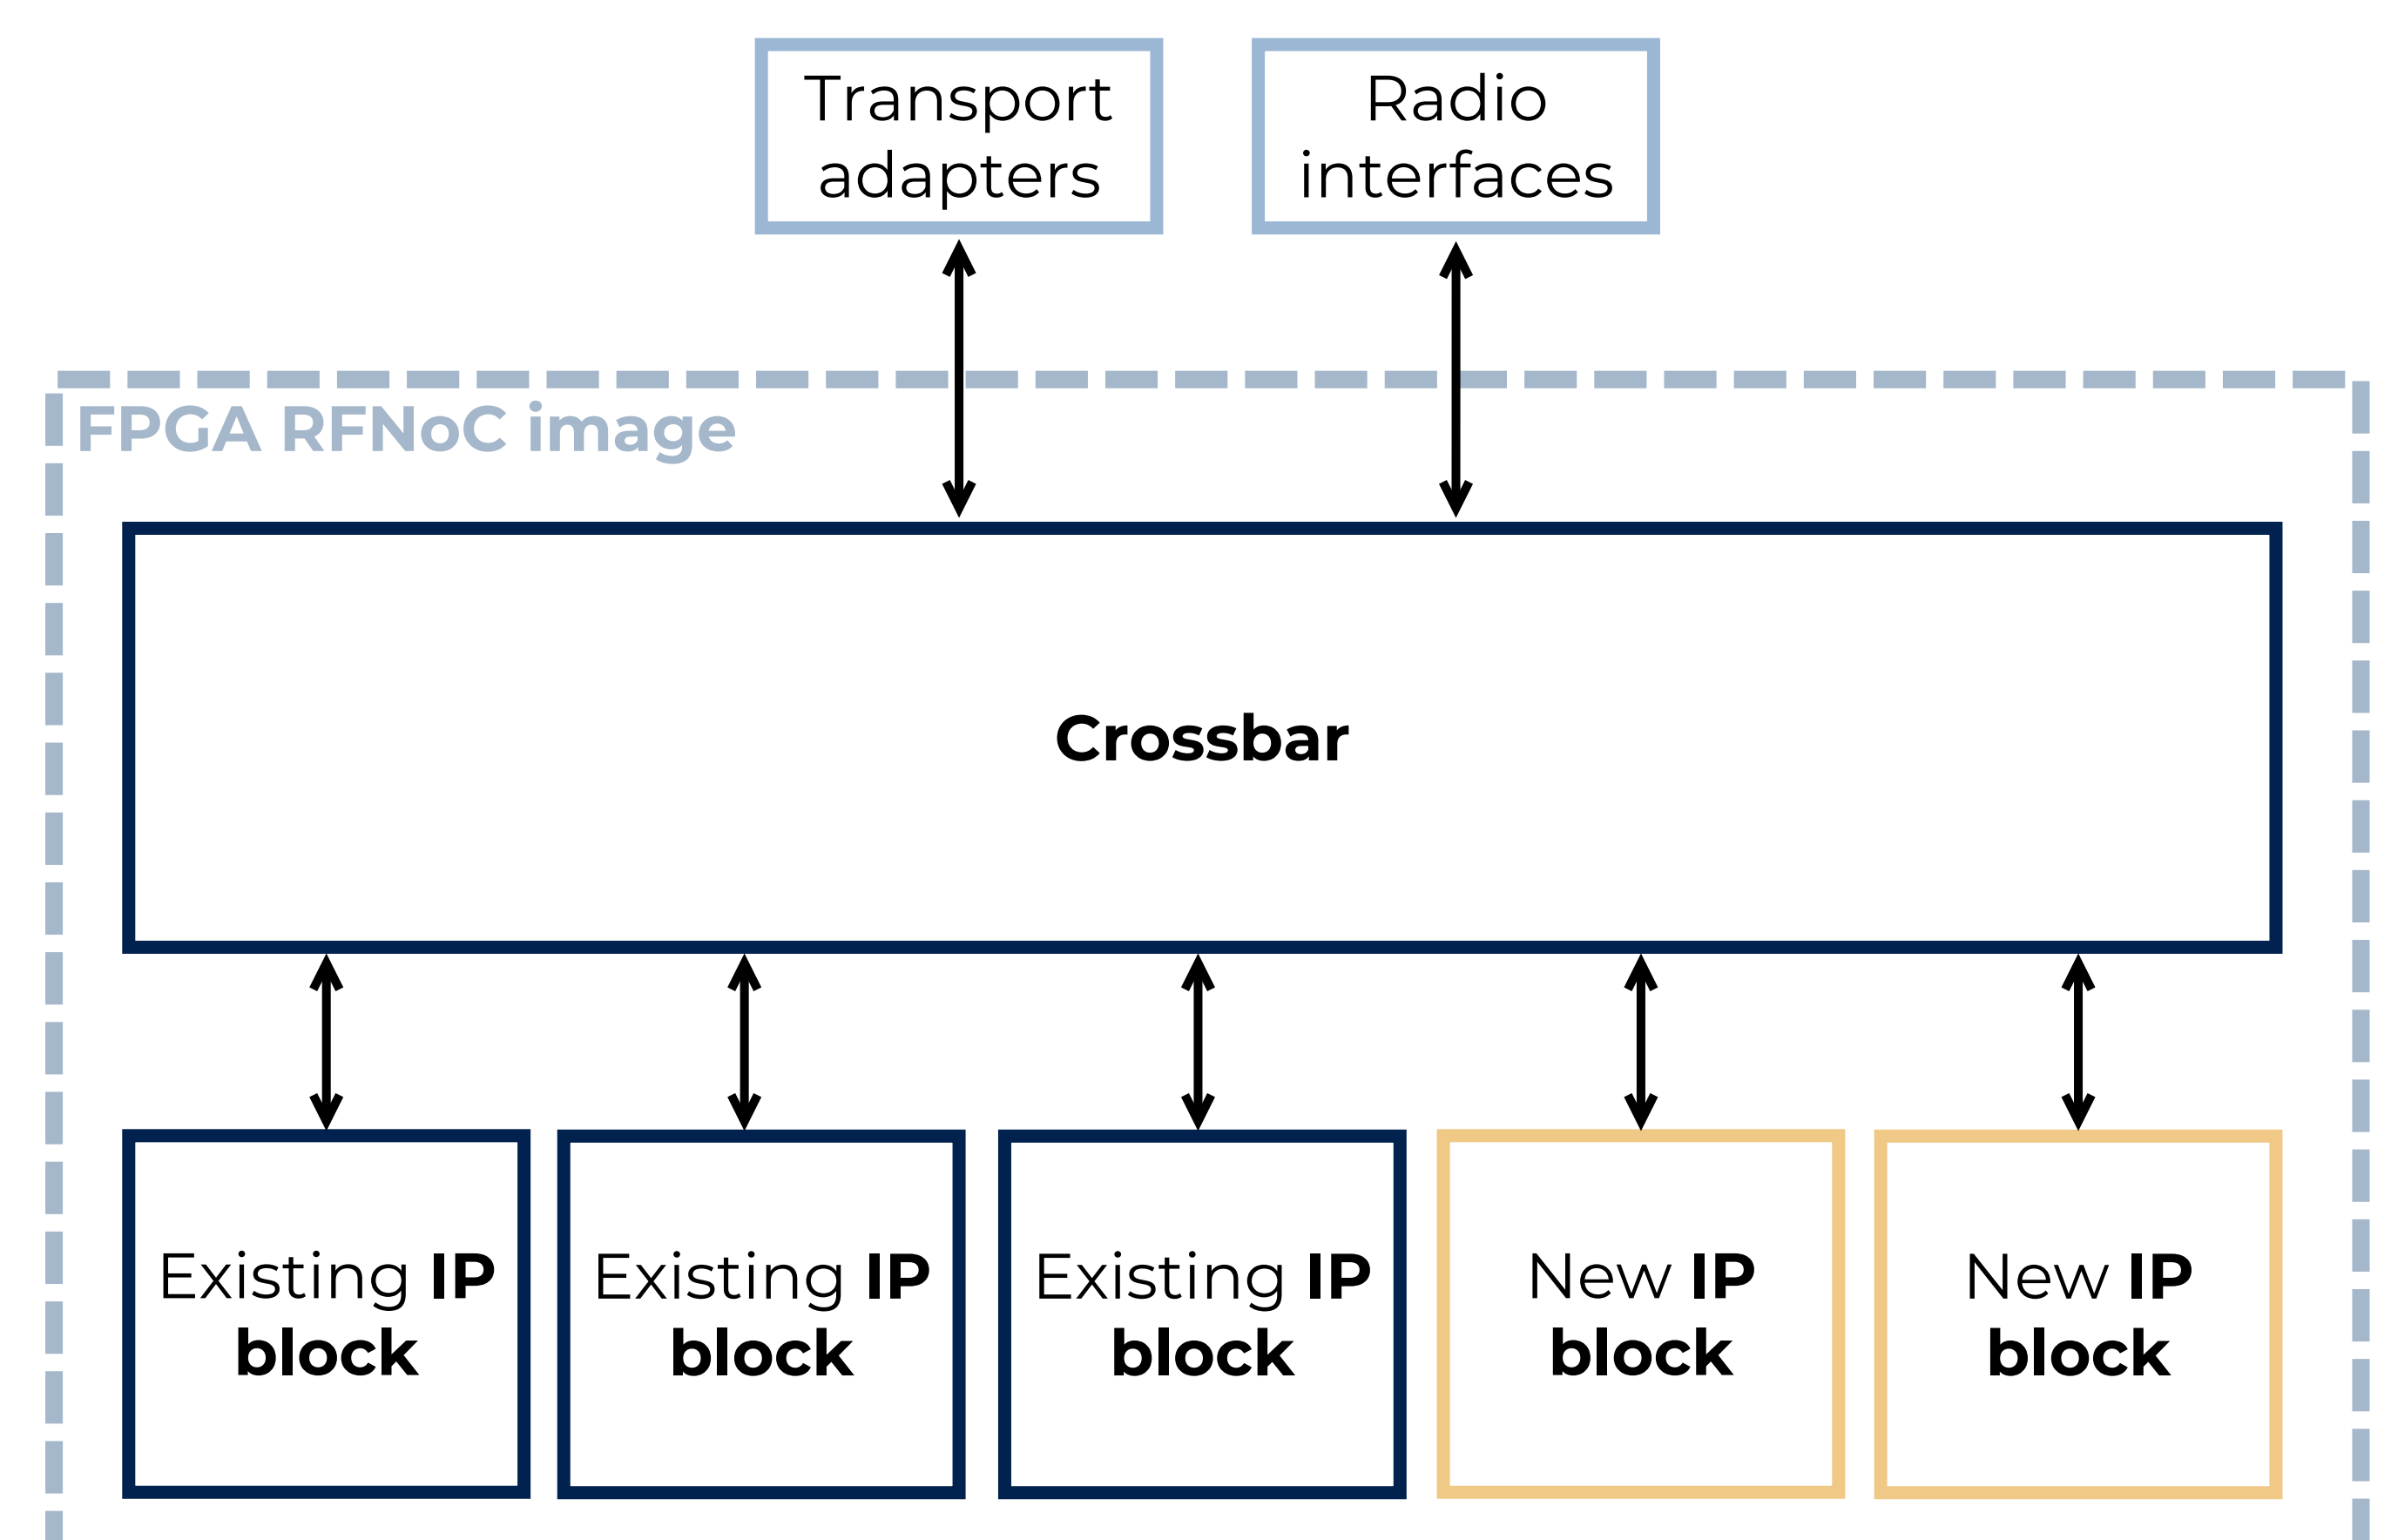 Transport
adapters
Radio
interfaces
FPGA RFNoC image
Crossbar
Existing IP
block
Existing IP
block
Existing IP
block
New IP
block
New IP
block